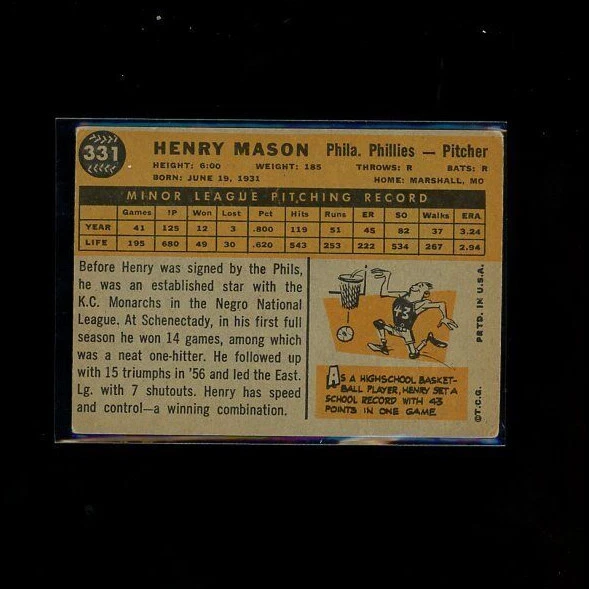 331
HENRY MASON Phila. Phillies — Pitcher
HEIGHT: 6:00 WEIGHT: 185 THROWS: R BATS: R
BORN: JUNE 19, 1931 HOME: MARSHALL, MO
MINOR LEAGUE PITCHING RECORD
Games IP Won Lost Pct Hits Runs ER SO Walks ERA
YEAR 41 125 12 3 .800 119 51 45 82 37 3.24
LIFE 195 680 49 30 .620 543 253 222 534 267 2.94
Before Henry was signed by the Phils,
he was an established star with the
K.C. Monarchs in the Negro National
League. At Schenectady, in his first full
season he won 14 games, among which
was a neat one-hitter. He followed up
with 15 triumphs in '56 and led the East.
Lg. with 7 shutouts. Henry has speed
and control—a winning combination.
43
AS A HIGHSCHOOL BASKET-
BALL PLAYER, HENRY SET A
SCHOOL RECORD WITH 43
POINTS IN ONE GAME
©T.C.G. PRTD. IN U.S.A.